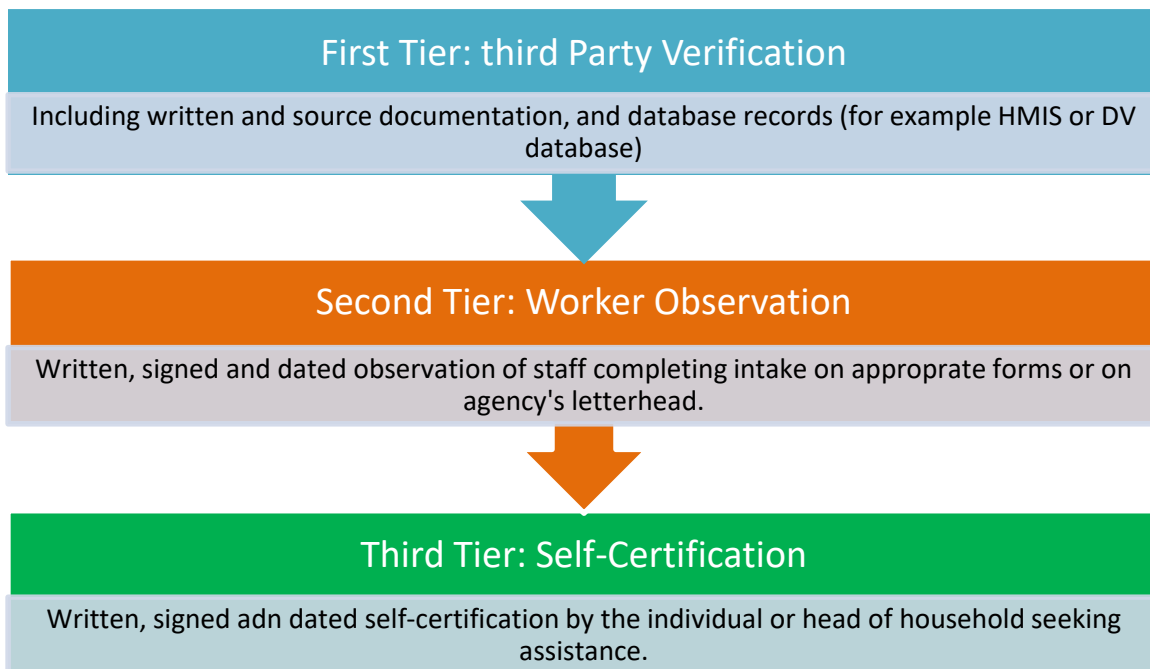 First Tier: third Party Verification
Including written and source documentation, and database records (for example HMIS or DV
database)
Second Tier: Worker Observation
Written, signed and dated observation of staff completing intake on approprate forms or on
agency's letterhead.
Third Tier: Self-Certification
Written, signed adn dated self-certification by the individual or head of household seeking
assistance.